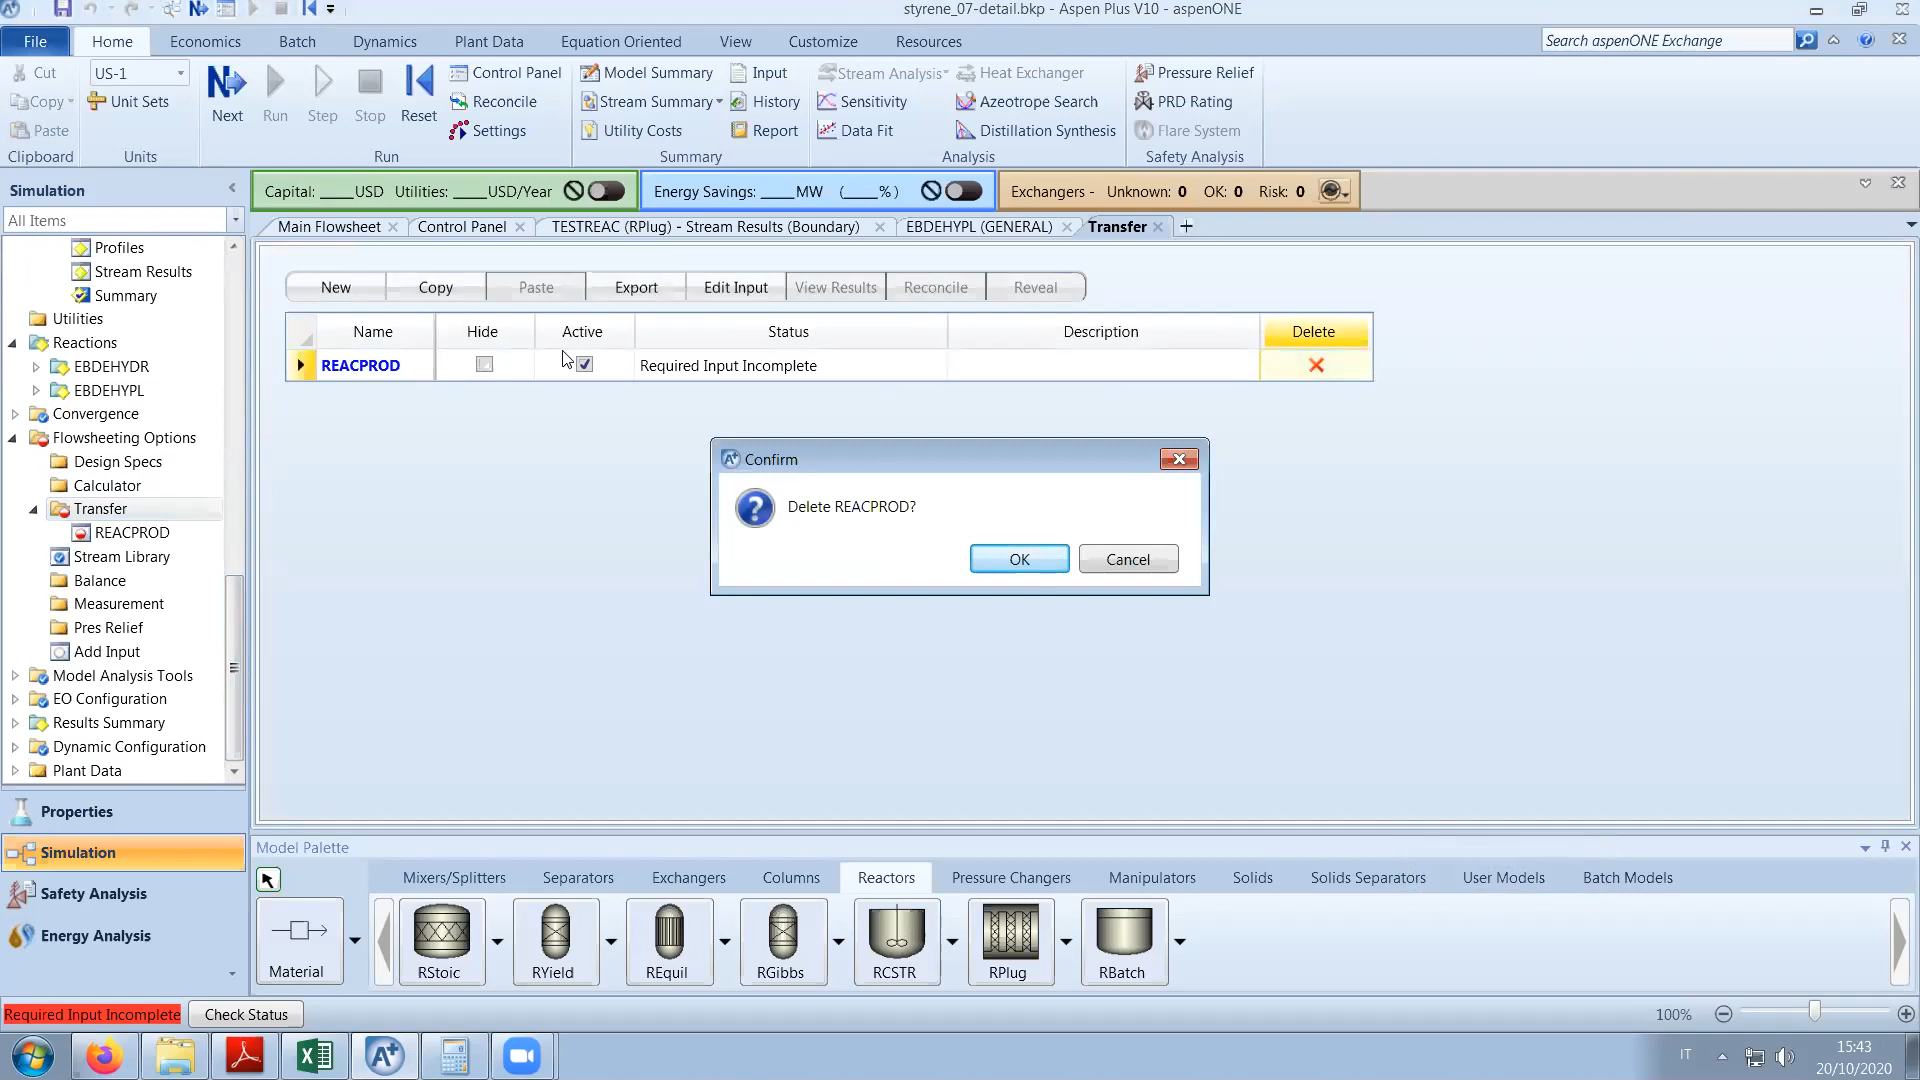 styrene_07-detail.bkp - Aspen Plus V10 - aspenONE
File Home Economics Batch Dynamics Plant Data Equation Oriented View Customize Resources Search aspenONE Exchange
Cut US-1 Control Panel Model Summary Input Stream Analysis Heat Exchanger Pressure Relief
Copy Unit Sets Next Run Step Stop Reset Reconcile Stream Summary History Sensitivity Azeotrope Search PRD Rating
Paste Settings Utility Costs Report Data Fit Distillation Synthesis Flare System
Clipboard Units Run Summary Analysis Safety Analysis
Simulation Capital: ____USD Utilities: ____USD/Year Energy Savings: ____MW (____%) Exchangers - Unknown: 0 OK: 0 Risk: 0
All Items Main Flowsheet Control Panel TESTREAC (RPlug) - Stream Results (Boundary) EBDEHYPL (GENERAL) Transfer
Profiles
Stream Results
Summary
Utilities
Reactions
EBDEHYDR
EBDEHYPL
Convergence
Flowsheeting Options
Design Specs
Calculator
Transfer
REACPROD
Stream Library
Balance
Measurement
Pres Relief
Add Input
Model Analysis Tools
EO Configuration
Results Summary
Dynamic Configuration
Plant Data
Properties
Simulation
Safety Analysis
Energy Analysis
New Copy Paste Export Edit Input View Results Reconcile Reveal
Name Hide Active Status Description Delete
REACPROD Required Input Incomplete
Confirm
Delete REACPROD?
OK Cancel
Model Palette
Mixers/Splitters Separators Exchangers Columns Reactors Pressure Changers Manipulators Solids Solids Separators User Models Batch Models
Material RStoic RYield REquil RGibbs RCSTR RPlug RBatch
Required Input Incomplete Check Status 100%
IT 15:43
20/10/2020